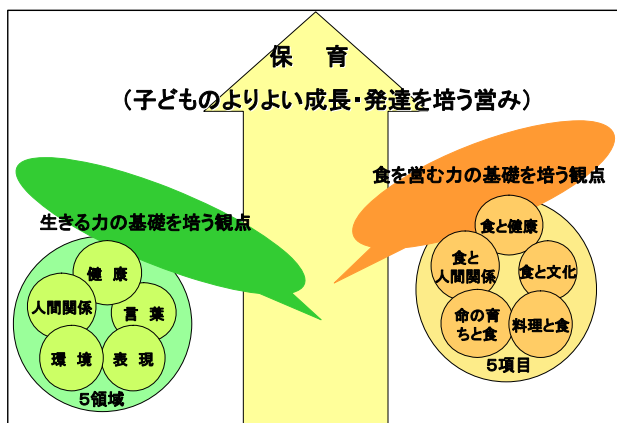 保 育
(子どものよりよい成長・発達を培う営み)
生きる力の基礎を培う観点
健 康
人間関係
言 葉
環 境
表 現
5領域
食を営む力の基礎を培う観点
食と健康
食と
人間関係
食と文化
命の育
ちと食
料理と食
5項目